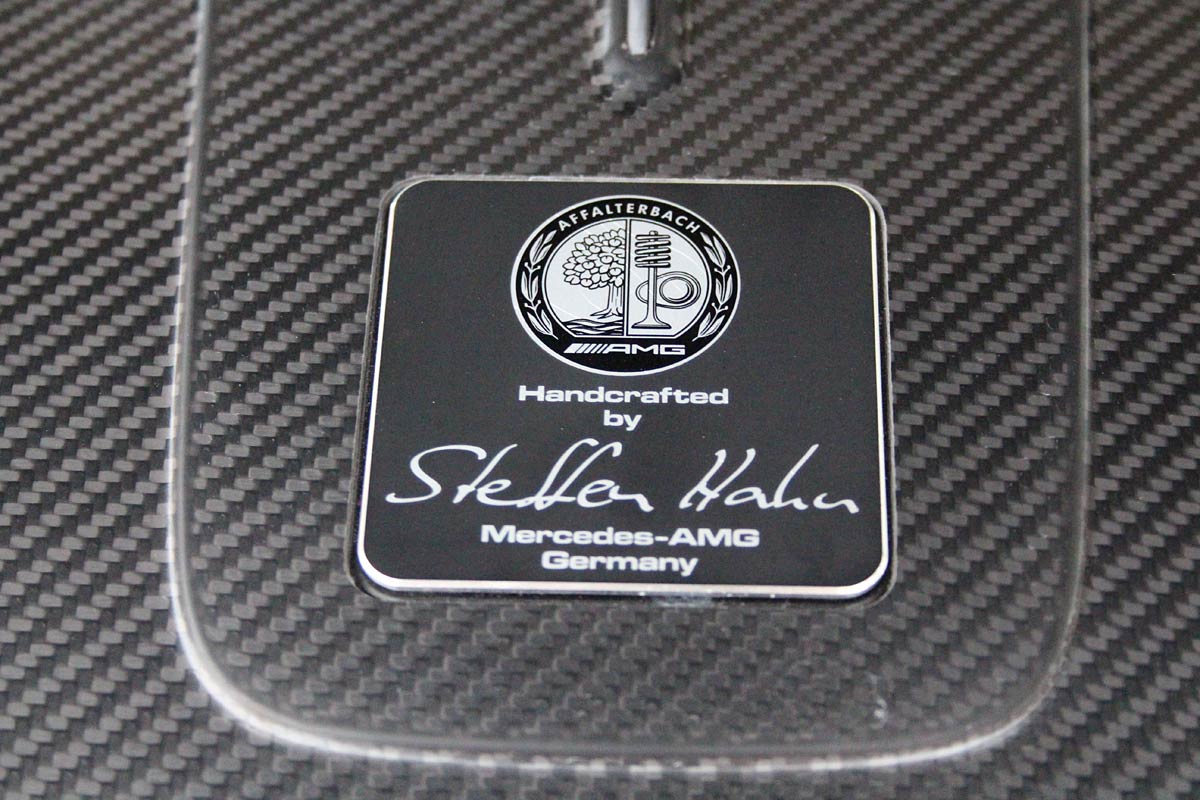 AFFALTERBACH
AMG
Handcrafted
by
Steffen Hahn
Mercedes-AMG
Germany